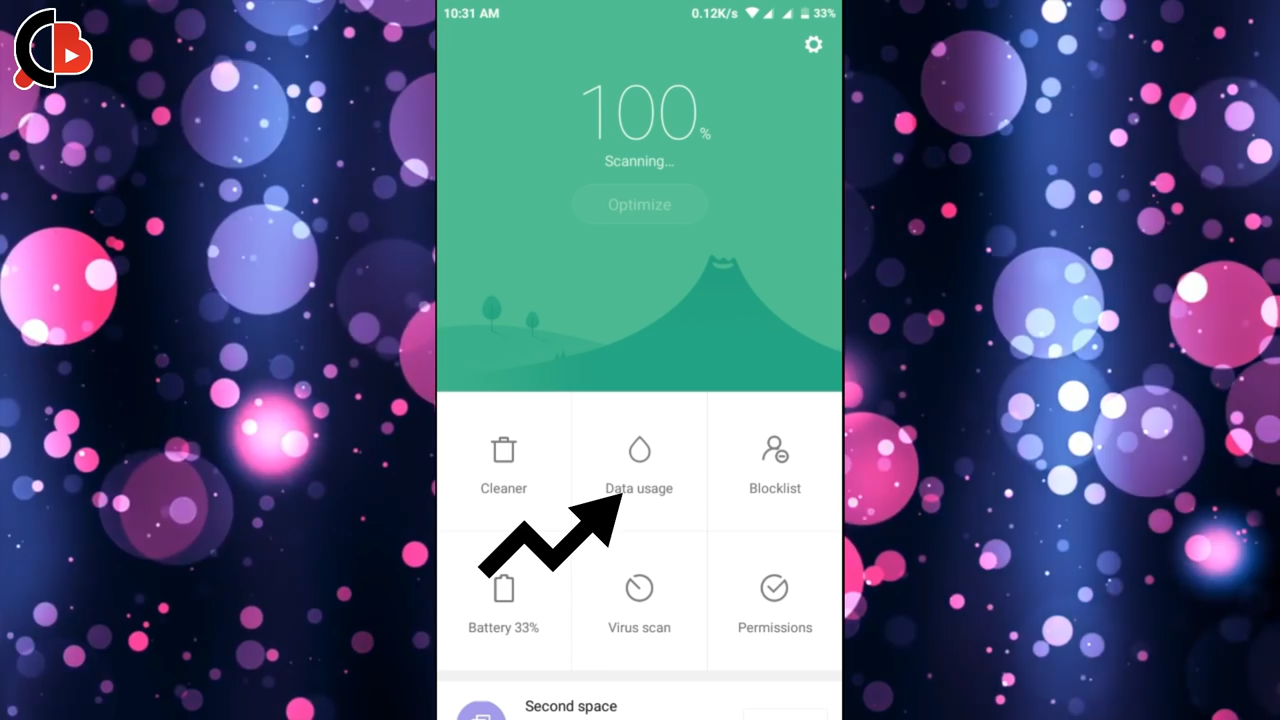 10:31 AM 0.12K/s 33%
100%
Scanning...
Optimize
Cleaner Data usage Blocklist
Battery 33% Virus scan Permissions
Second space